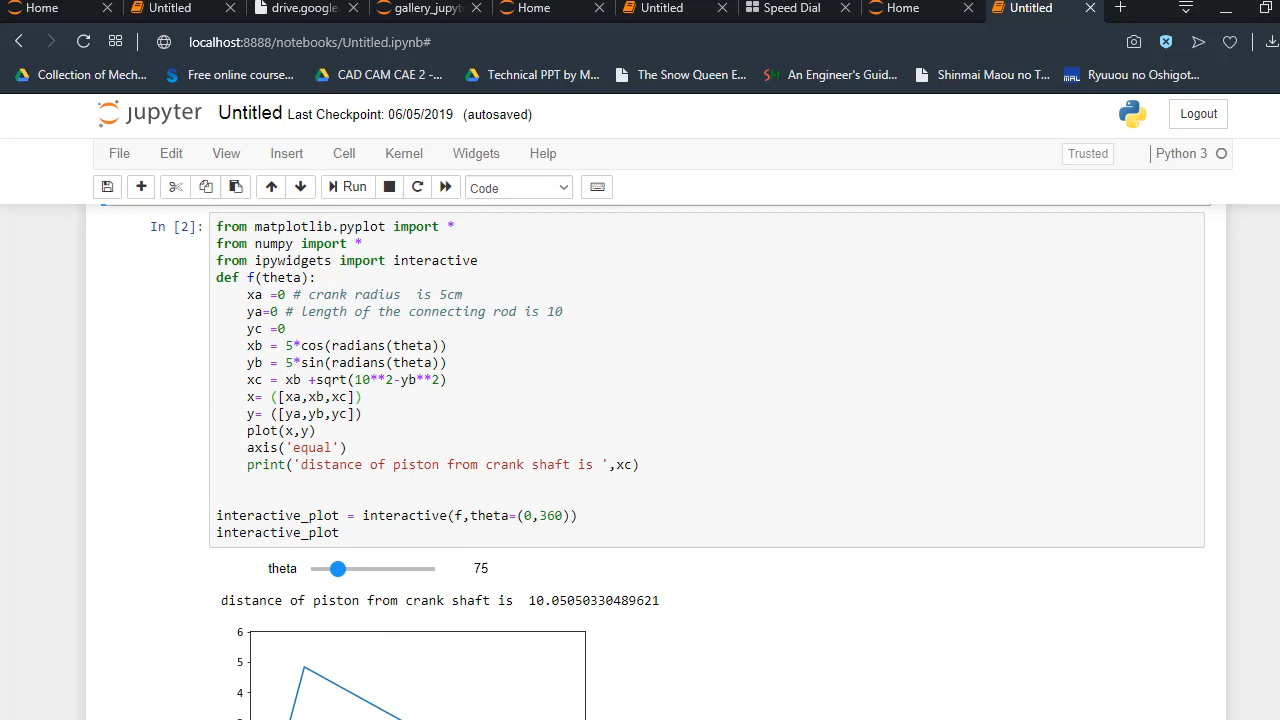 Home
Untitled
drive.google.
gallery_jupyt
Home
Untitled
Speed Dial
Home
Untitled
localhost:8888/notebooks/Untitled.ipynb#
Collection of Mech...
Free online course...
CAD CAM CAE 2 -...
Technical PPT by M...
The Snow Queen E...
SM An Engineer's Guid...
Shinmai Maou no T...
MAL Ryuuou no Oshigot...
jupyter Untitled Last Checkpoint: 06/05/2019 (autosaved)
Logout
File Edit View Insert Cell Kernel Widgets Help
Trusted
Python 3
Run
Code
In [2]:
from matplotlib.pyplot import *
from numpy import *
from ipywidgets import interactive
def f(theta):
    xa =0 # crank radius  is 5cm
    ya=0 # length of the connecting rod is 10
    yc =0
    xb = 5*cos(radians(theta))
    yb = 5*sin(radians(theta))
    xc = xb +sqrt(10**2-yb**2)
    x= ([xa,xb,xc])
    y= ([ya,yb,yc])
    plot(x,y)
    axis('equal')
    print('distance of piston from crank shaft is ',xc)
interactive_plot = interactive(f,theta=(0,360))
interactive_plot
theta 75
distance of piston from crank shaft is  10.05050330489621
6
5
4